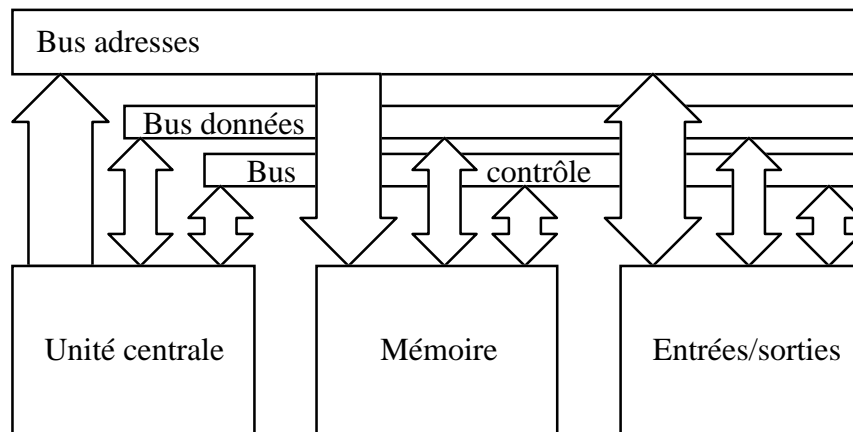 Bus adresses
Bus données
Bus contrôle
Unité centrale
Mémoire
Entrées/sorties